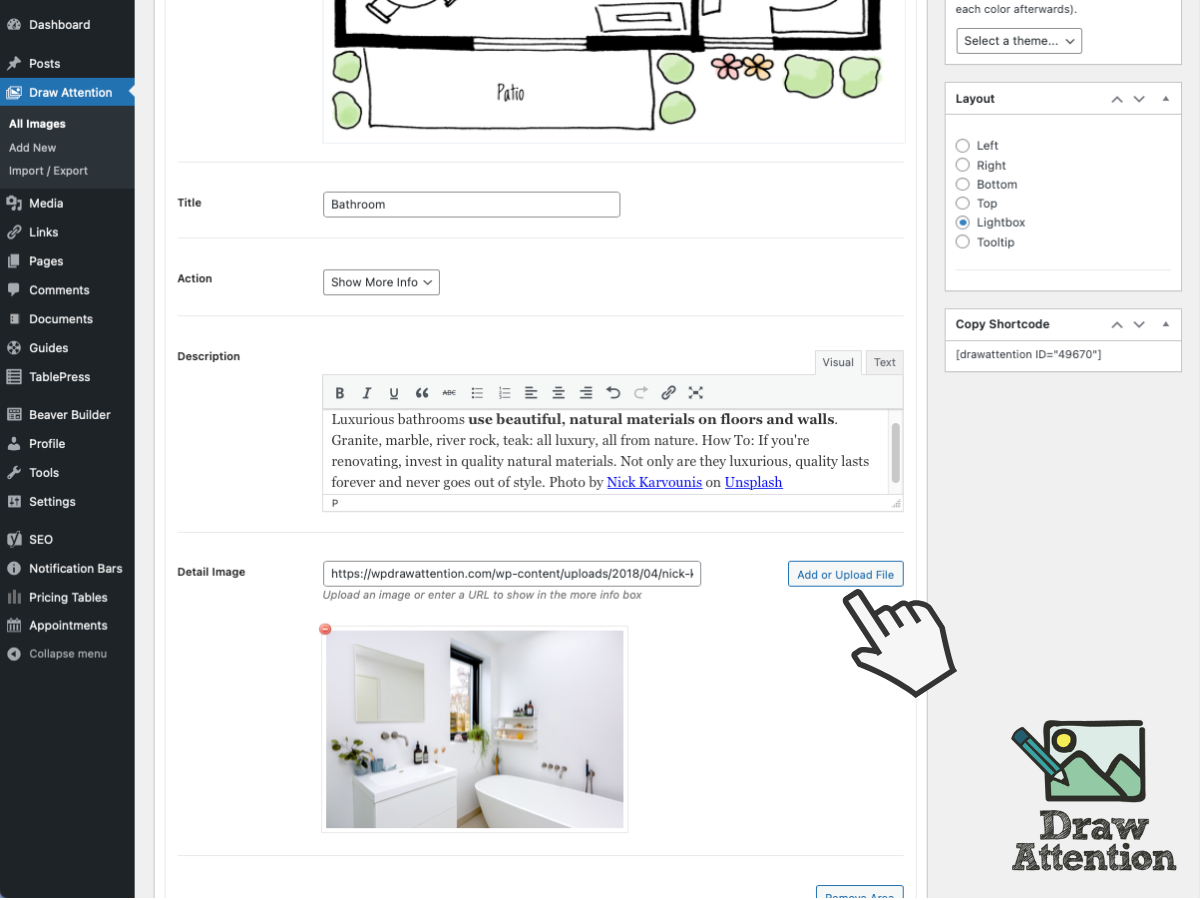 Dashboard
Posts
Draw Attention
All Images
Add New
Import / Export
Media
Links
Pages
Comments
Documents
Guides
TablePress
Beaver Builder
Profile
Tools
Settings
SEO
Notification Bars
Pricing Tables
Appointments
Collapse menu
Patio
Title
Bathroom
Action
Show More Info
Description
Visual
Text
B I U ABC
Luxurious bathrooms use beautiful, natural materials on floors and walls.
Granite, marble, river rock, teak: all luxury, all from nature. How To: If you're
renovating, invest in quality natural materials. Not only are they luxurious, quality lasts
forever and never goes out of style. Photo by Nick Karvounis on Unsplash
P
Detail Image
https://wpdrawattention.com/wp-content/uploads/2018/04/nick-k
Add or Upload File
Upload an image or enter a URL to show in the more info box
Remove Area
each color afterwards).
Select a theme...
Layout
Left
Right
Bottom
Top
Lightbox
Tooltip
Copy Shortcode
[drawattention ID="49670"]
Draw
Attention